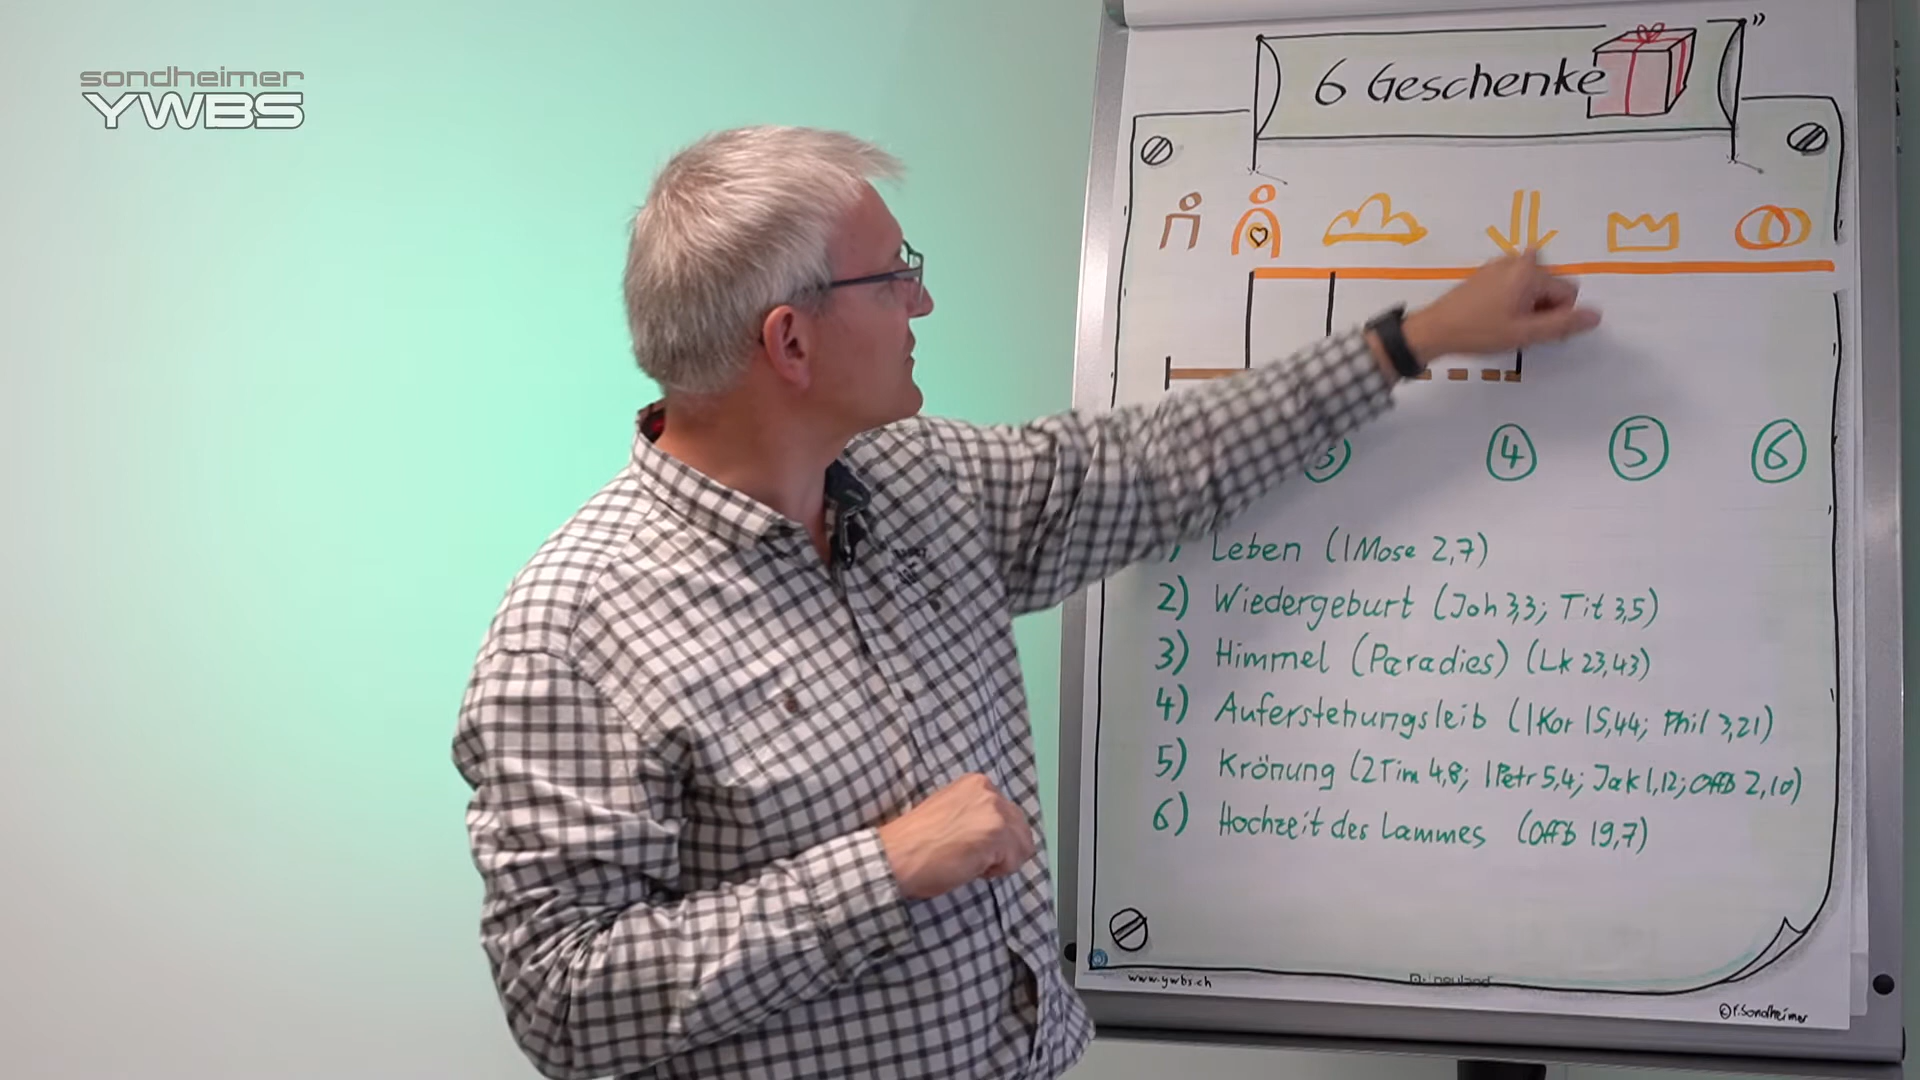 sondheimer
YWBS
6 Geschenke
3 4 5 6
Leben (1Mose 2,7)
2) Wiedergeburt (Joh 3,3; Tit 3,5)
3) Himmel (Paradies) (Lk 23,43)
4) Auferstehungsleib (1Kor 15,44; Phil 3,21)
5) Krönung (2Tim 4,8; 1Petr 5,4; Jak 1,12; Offb 2,10)
6) Hochzeit des Lammes (Offb 19,7)
www.ywbs.ch
neuland
©P.Sondheimer